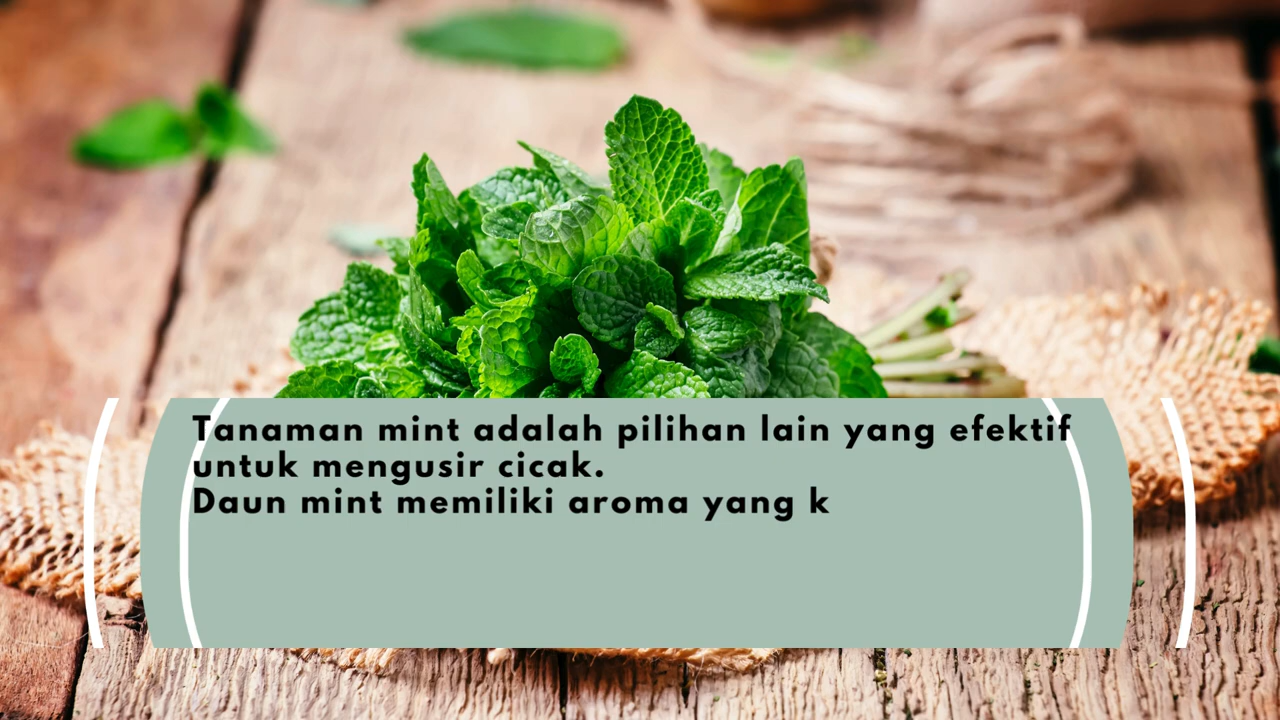 Tanaman mint adalah pilihan lain yang efektif
untuk mengusir cicak.
Daun mint memiliki aroma yang k